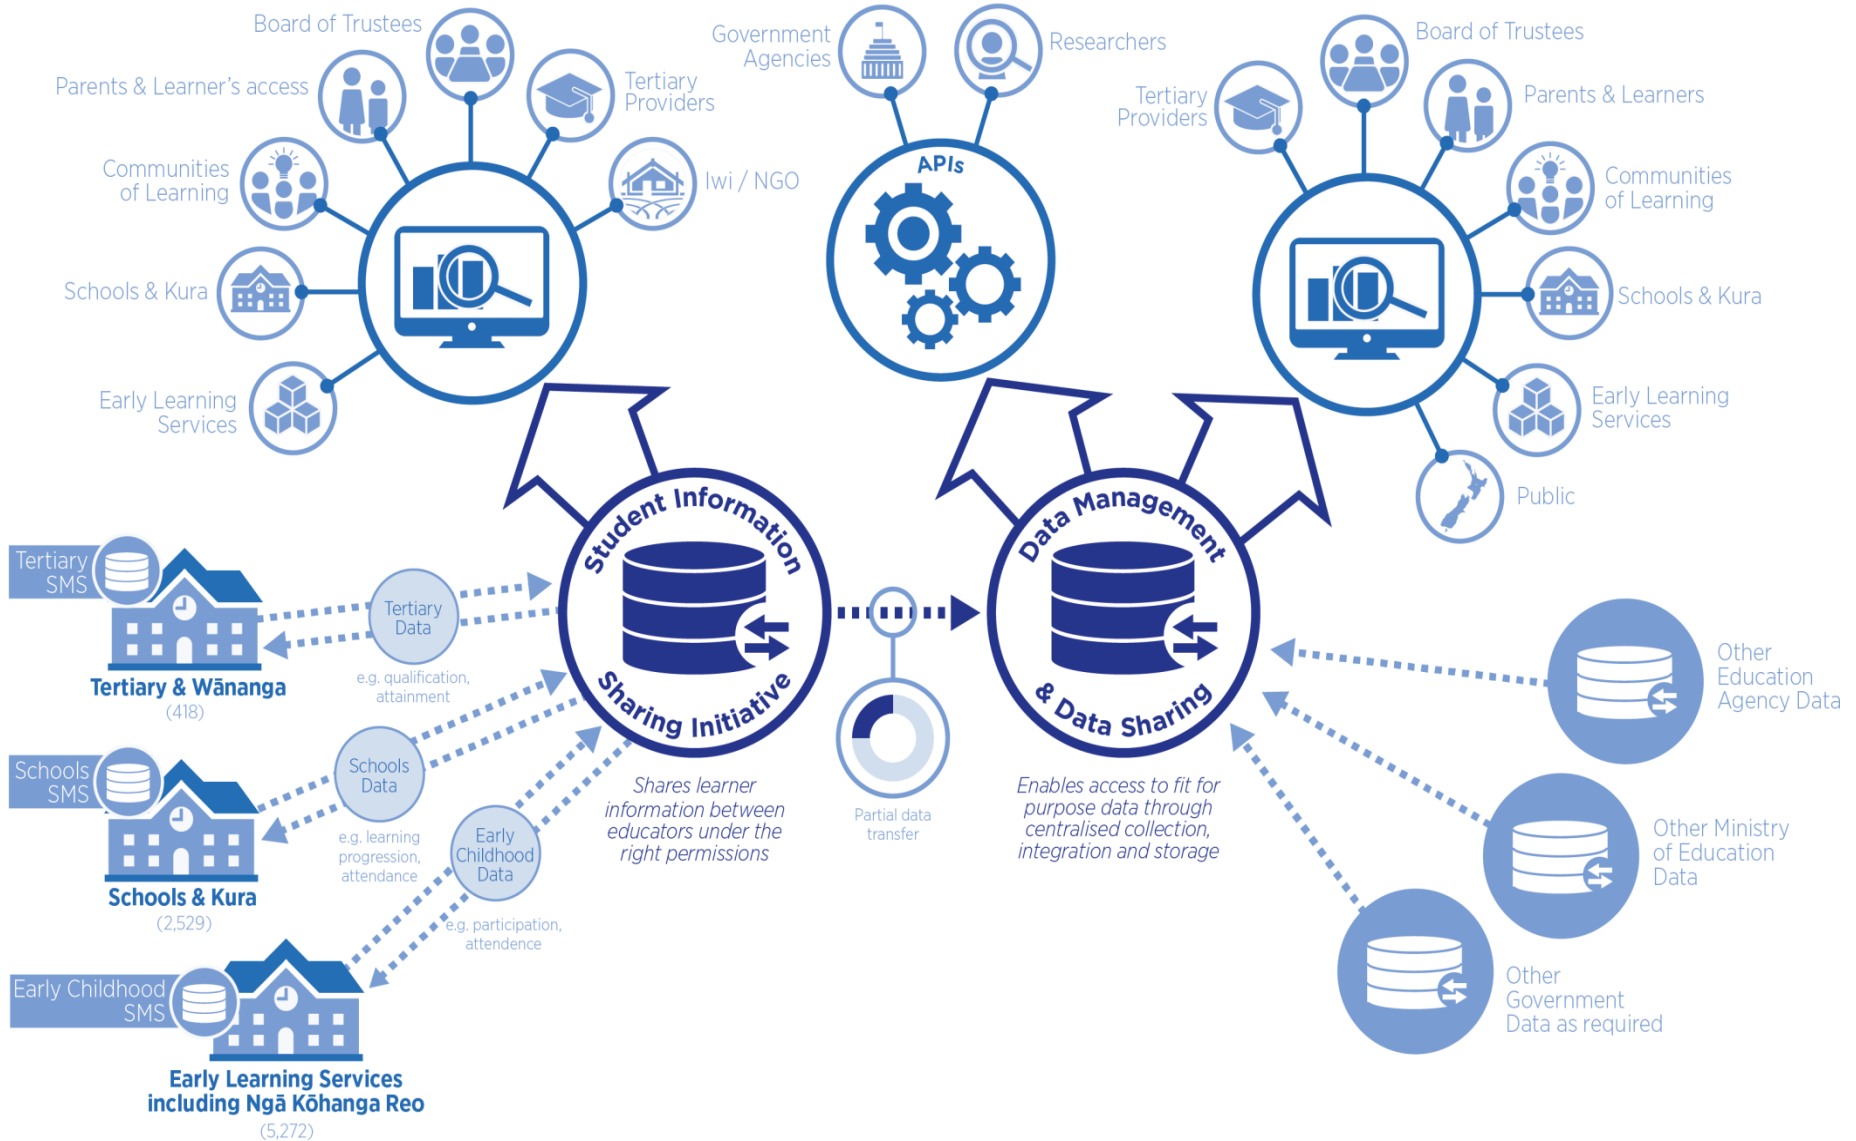 Board of Trustees
Parents & Learner's access
Tertiary
Providers
Communities
of Learning
Iwi / NGO
Schools & Kura
Early Learning
Services
Government
Agencies
Researchers
APIs
Board of Trustees
Tertiary
Providers
Parents & Learners
Communities
of Learning
Schools & Kura
Early Learning
Services
Public
Student Information
Sharing Initiative
Shares learner
information between
educators under the
right permissions
Data Management
& Data Sharing
Enables access to fit for
purpose data through
centralised collection,
integration and storage
Partial data
transfer
Tertiary
SMS
Tertiary & Wānanga
(418)
Tertiary
Data
e.g. qualification,
attainment
Schools
SMS
Schools & Kura
(2,529)
Schools
Data
e.g. learning
progression,
attendance
Early Childhood
SMS
Early Learning Services
including Ngā Kōhanga Reo
(5,272)
Early
Childhood
Data
e.g. participation,
attendence
Other
Education
Agency Data
Other Ministry
of Education
Data
Other
Government
Data as required